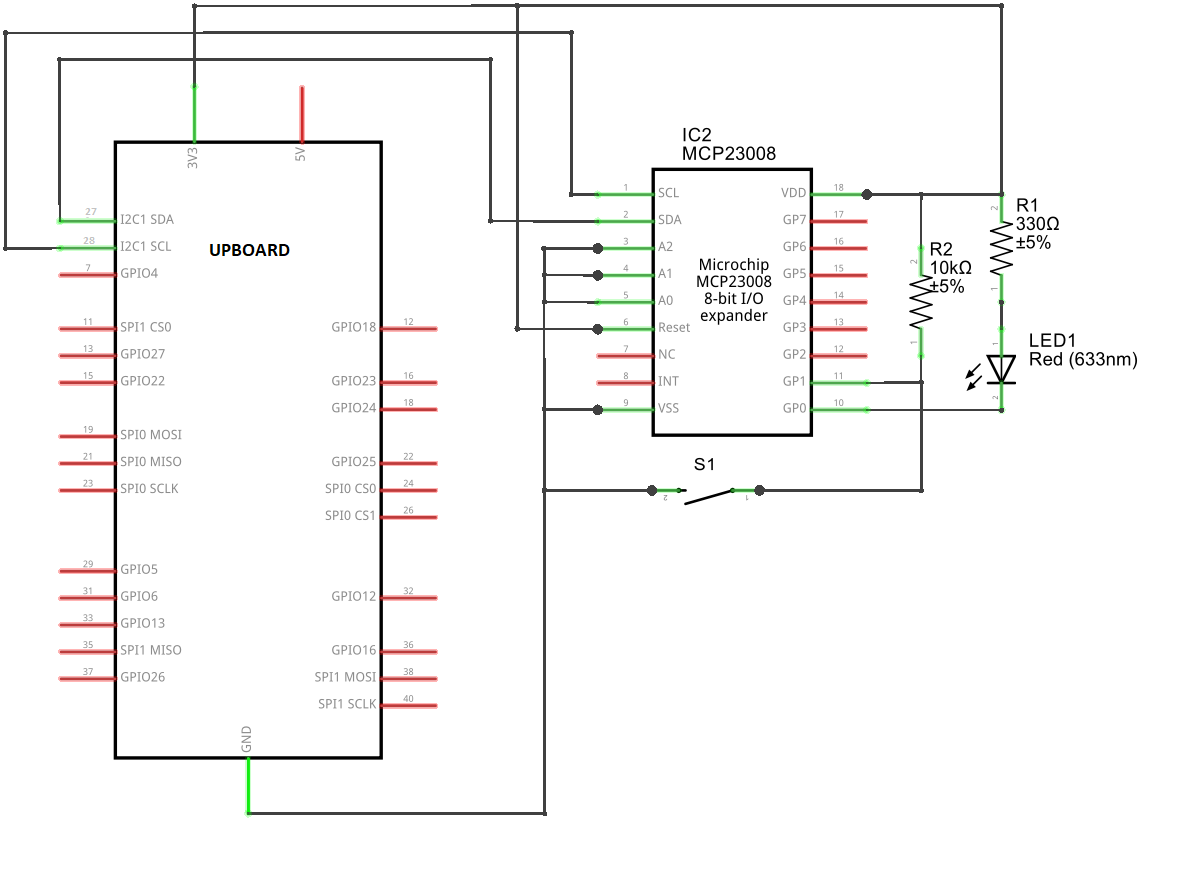 3V3
5V
UPBOARD
27 I2C1 SDA
28 I2C1 SCL
7 GPIO4
11 SPI1 CS0
13 GPIO27
15 GPIO22
19 SPI0 MOSI
21 SPI0 MISO
23 SPI0 SCLK
29 GPIO5
31 GPIO6
33 GPIO13
35 SPI1 MISO
37 GPIO26
GPIO18 12
GPIO23 16
GPIO24 18
GPIO25 22
SPI0 CS0 24
SPI0 CS1 26
GPIO12 32
GPIO16 36
SPI1 MOSI 38
SPI1 SCLK 40
GND
IC2
MCP23008
1 SCL
2 SDA
3 A2
4 A1
5 A0
6 Reset
7 NC
8 INT
9 VSS
Microchip
MCP23008
8-bit I/O
expander
VDD 18
GP7 17
GP6 16
GP5 15
GP4 14
GP3 13
GP2 12
GP1 11
GP0 10
2
R1
330Ω
±5%
1
2
R2
10kΩ
±5%
1
1
LED1
Red (633nm)
2
S1
2
1